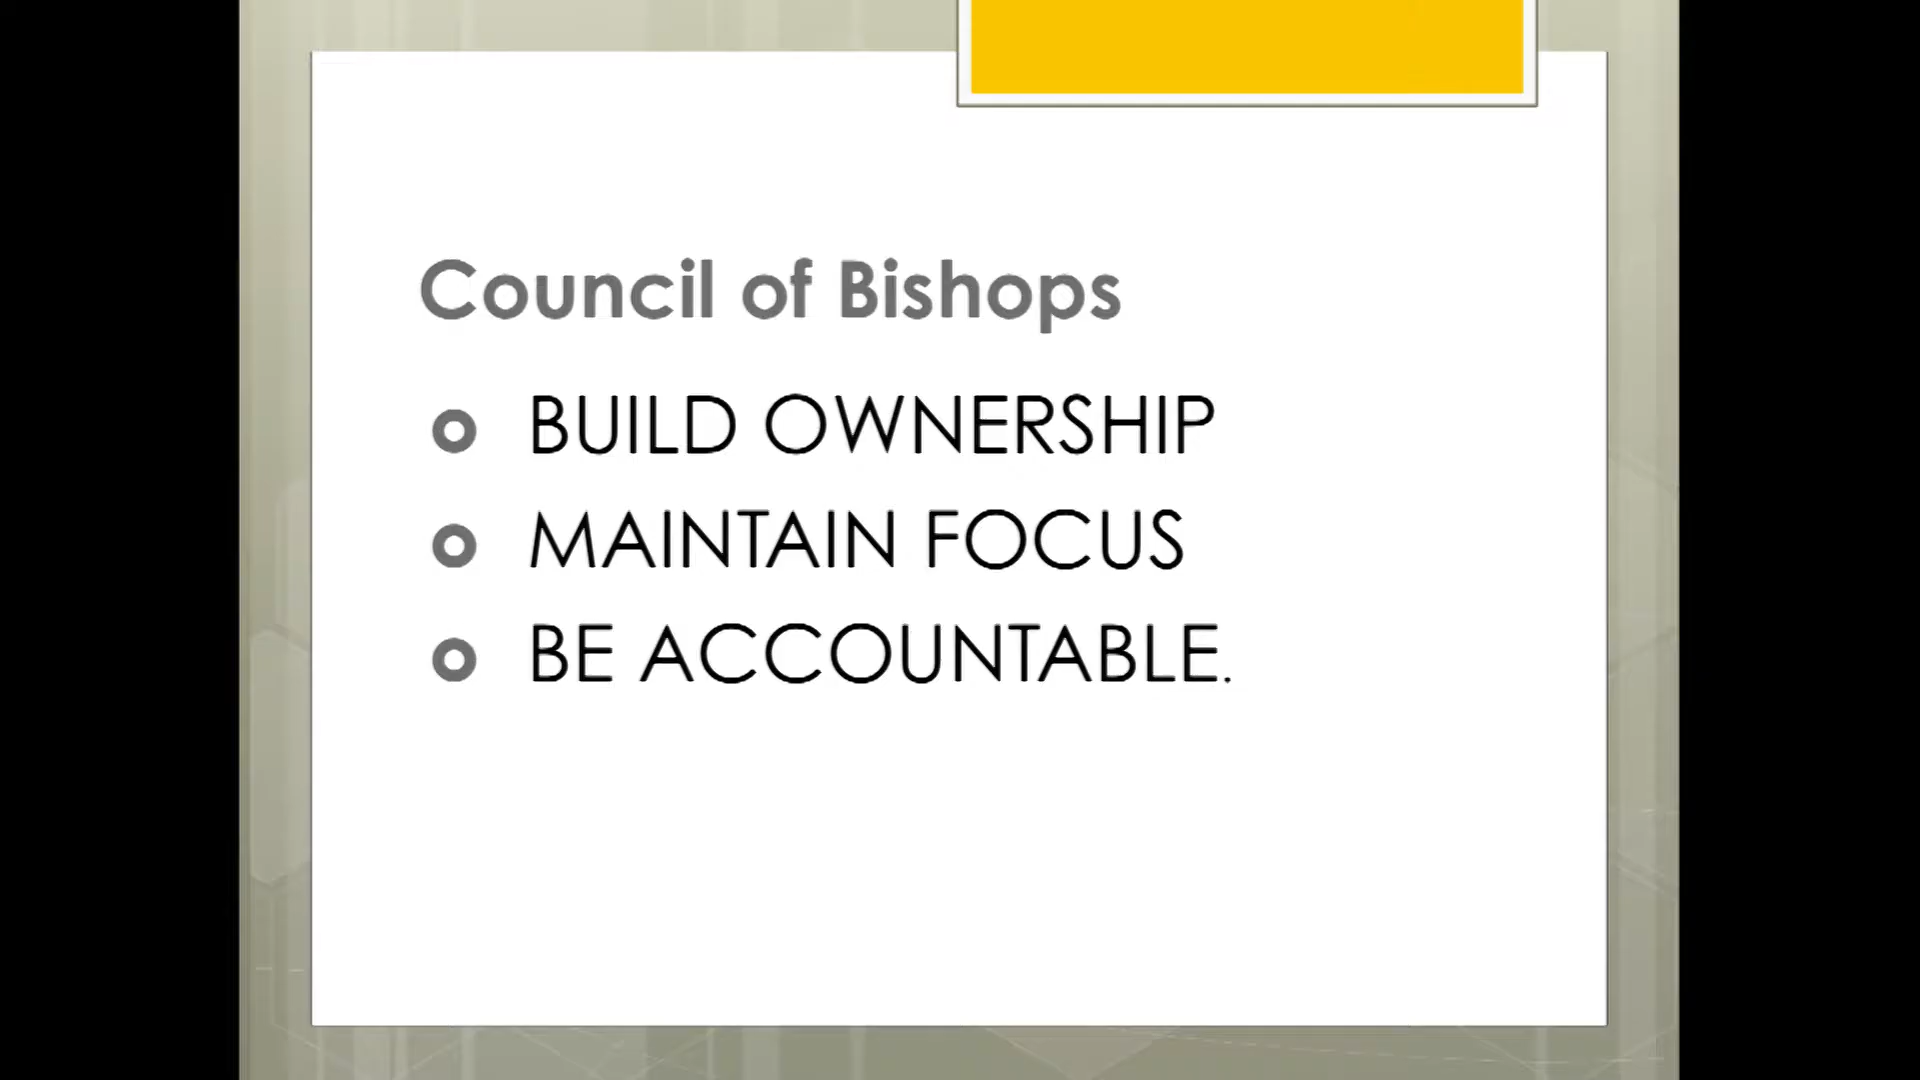 Council of Bishops
BUILD OWNERSHIP
MAINTAIN FOCUS
BE ACCOUNTABLE.